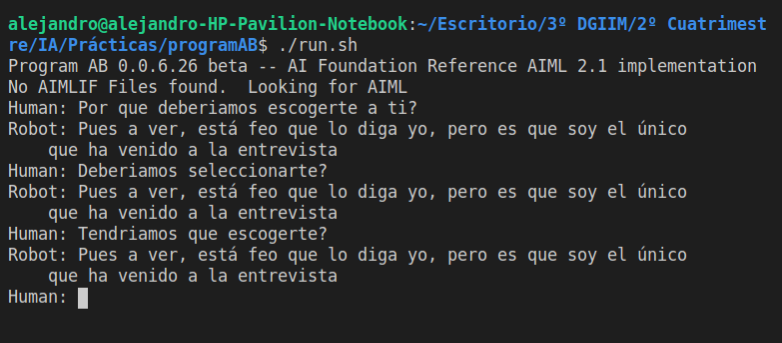 alejandro@alejandro-HP-Pavilion-Notebook:~/Escritorio/3º DGIIM/2º Cuatrimest
re/IA/Prácticas/programAB$ ./run.sh
Program AB 0.0.6.26 beta -- AI Foundation Reference AIML 2.1 implementation
No AIMLIF Files found.  Looking for AIML
Human: Por que deberiamos escogerte a ti?
Robot: Pues a ver, está feo que lo diga yo, pero es que soy el único
    que ha venido a la entrevista
Human: Deberiamos seleccionarte?
Robot: Pues a ver, está feo que lo diga yo, pero es que soy el único
    que ha venido a la entrevista
Human: Tendriamos que escogerte?
Robot: Pues a ver, está feo que lo diga yo, pero es que soy el único
    que ha venido a la entrevista
Human: